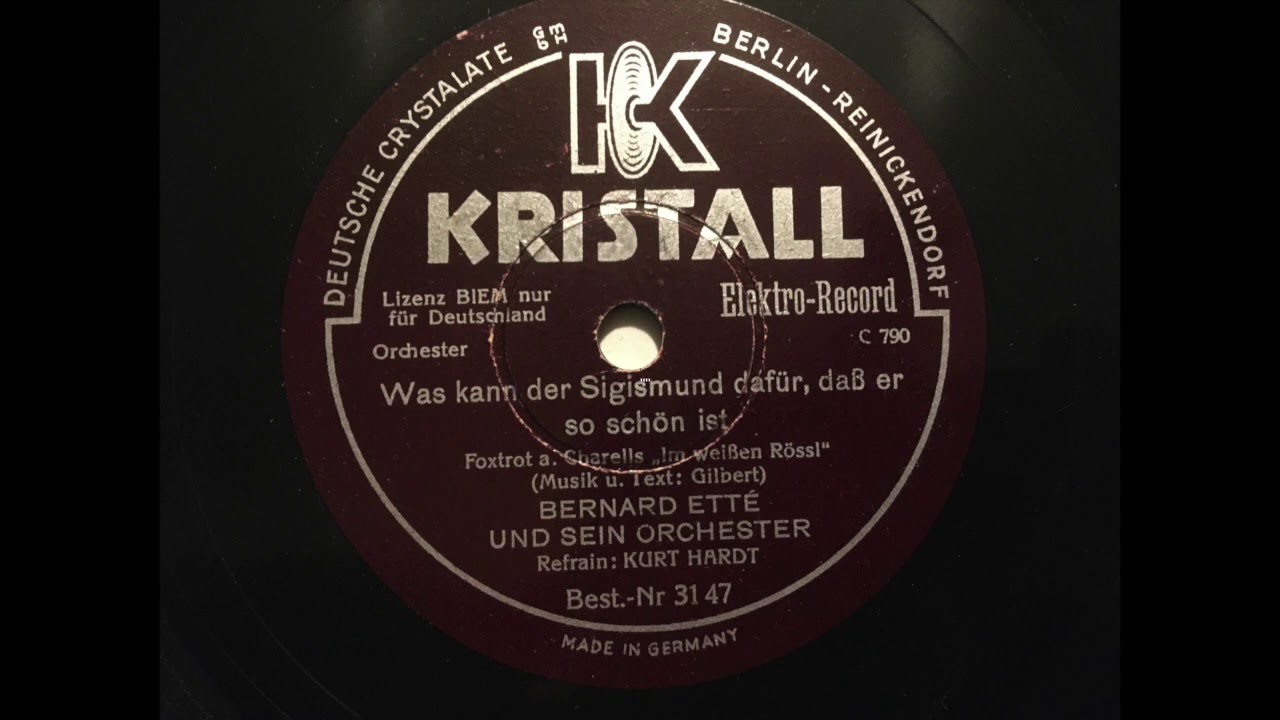 DEUTSCHE CRYSTALATE GmbH BERLIN-REINICKENDORF
K
KRISTALL
Lizenz BIEM nur
für Deutschland
Elektro-Record
C 790
Orchester
Was kann der Sigismund dafür, daß er
so schön ist
Foxtrot a. Charells „Im weißen Rössl"
(Musik u. Text: Gilbert)
BERNARD ETTÉ
UND SEIN ORCHESTER
Refrain: KURT HARDT
Best.-Nr 3147
MADE IN GERMANY